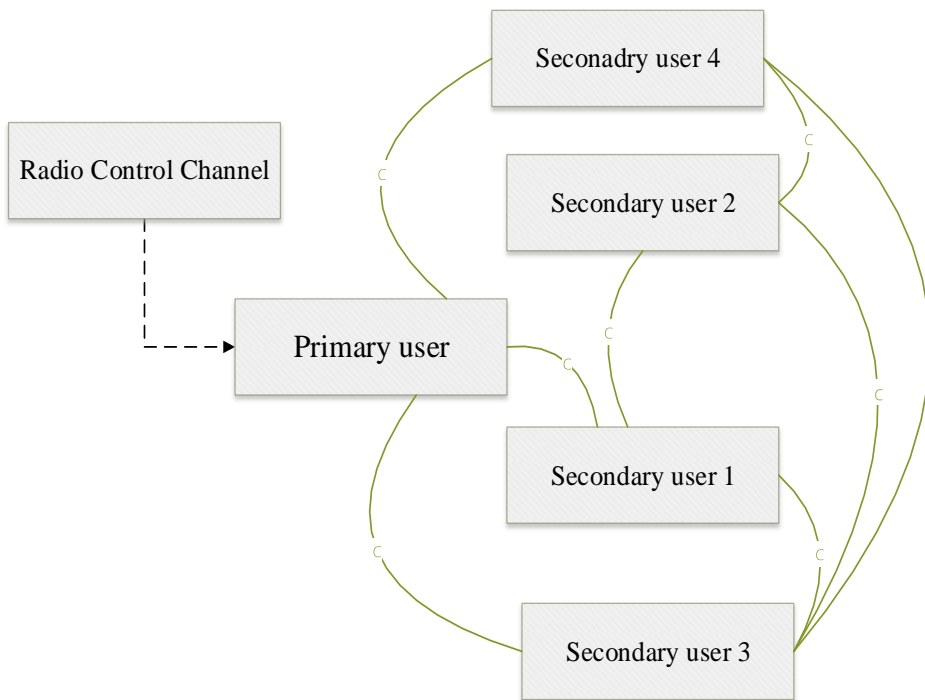 Seconadry user 4
C
C
Radio Control Channel
Secondary user 2
C
Primary user
C
C
Secondary user 1
C
C
Secondary user 3